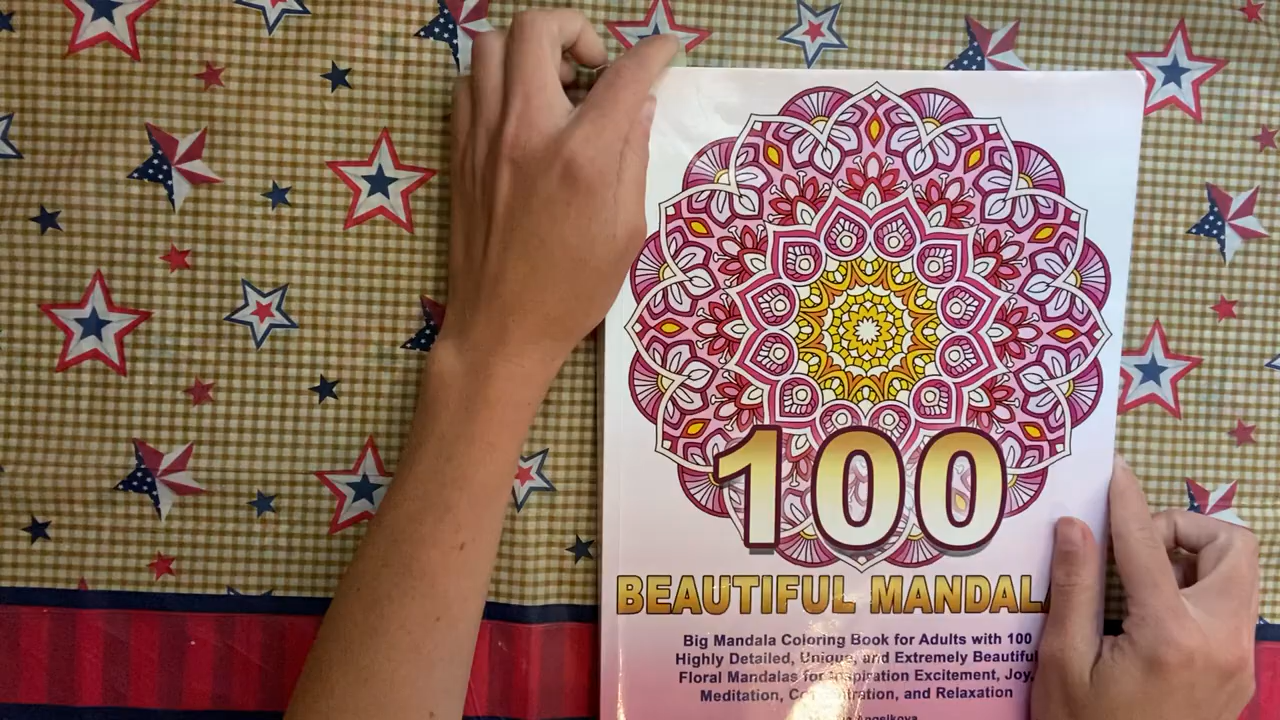 100
BEAUTIFUL MANDALA
Big Mandala Coloring Book for Adults with 100
Highly Detailed, Unique, and Extremely Beautiful
Floral Mandalas for Inspiration Excitement, Joy,
Meditation, Concentration, and Relaxation